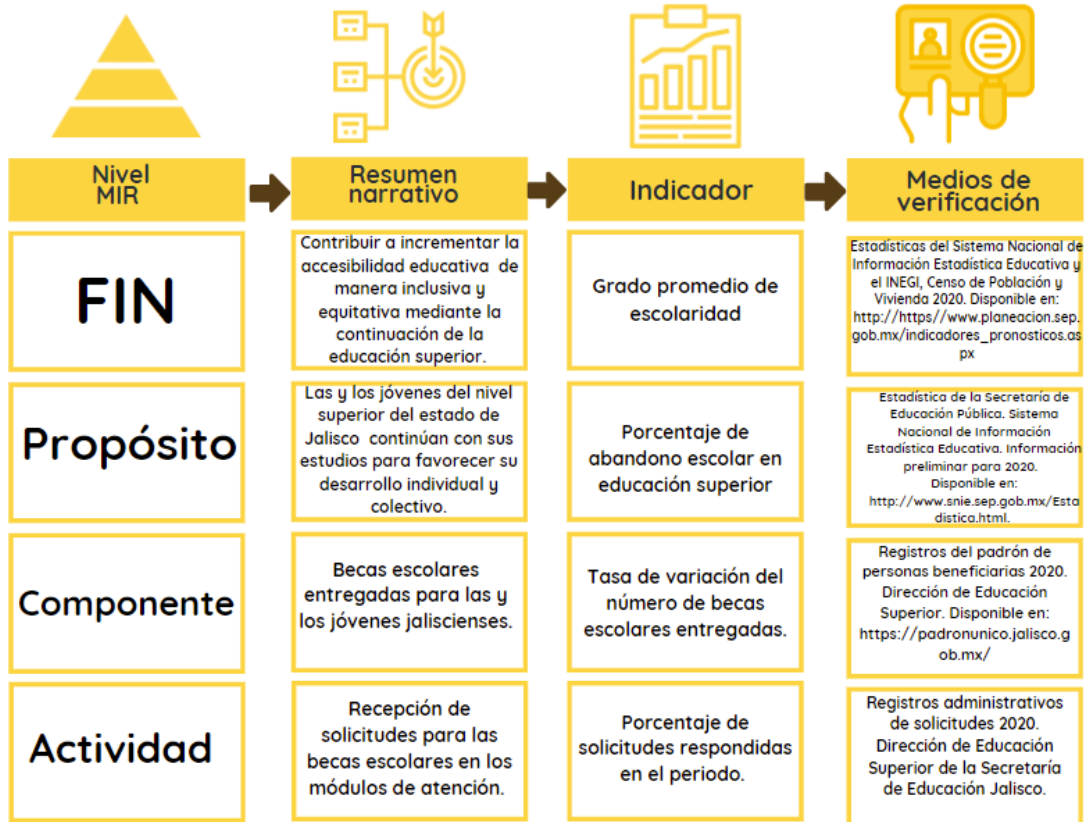 Nivel
MIR
Resumen
narrativo
Indicador
Medios de
verificación
FIN
Contribuir a incrementar la
accesibilidad educativa de
manera inclusiva y
equitativa mediante la
continuación de la
educación superior.
Grado promedio de
escolaridad
Estadísticas del Sistema Nacional de
Información Estadística Educativa y
el INEGI, Censo de Población y
Vivienda 2020. Disponible en:
http://https//www.planeacion.sep.
gob.mx/indicadores_pronosticos.as
px
Propósito
Las y los jóvenes del nivel
superior del estado de
Jalisco continúan con sus
estudios para favorecer su
desarrollo individual y
colectivo.
Porcentaje de
abandono escolar en
educación superior
Estadística de la Secretaría de
Educación Pública. Sistema
Nacional de Información
Estadística Educativa. Información
preliminar para 2020.
Disponible en:
http://www.snie.sep.gob.mx/Esta
distica.html.
Componente
Becas escolares
entregadas para las y
los jóvenes jaliscienses.
Tasa de variación del
número de becas
escolares entregadas.
Registros del padrón de
personas beneficiarias 2020.
Dirección de Educación
Superior. Disponible en:
https://padronunico.jalisco.g
ob.mx/
Actividad
Recepción de
solicitudes para las
becas escolares en los
módulos de atención.
Porcentaje de
solicitudes respondidas
en el periodo.
Registros administrativos
de solicitudes 2020.
Dirección de Educación
Superior de la Secretaría
de Educación Jalisco.